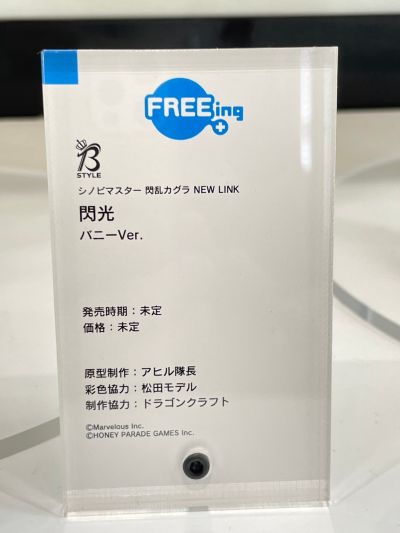 FREEing
B
STYLE
シノビマスター 閃乱カグラ NEW LINK
閃光
バニーVer.
発売時期：未定
価格：未定
原型制作：アヒル隊長
彩色協力：松田モデル
制作協力：ドラゴンクラフト
©Marvelous Inc.
©HONEY PARADE GAMES Inc.